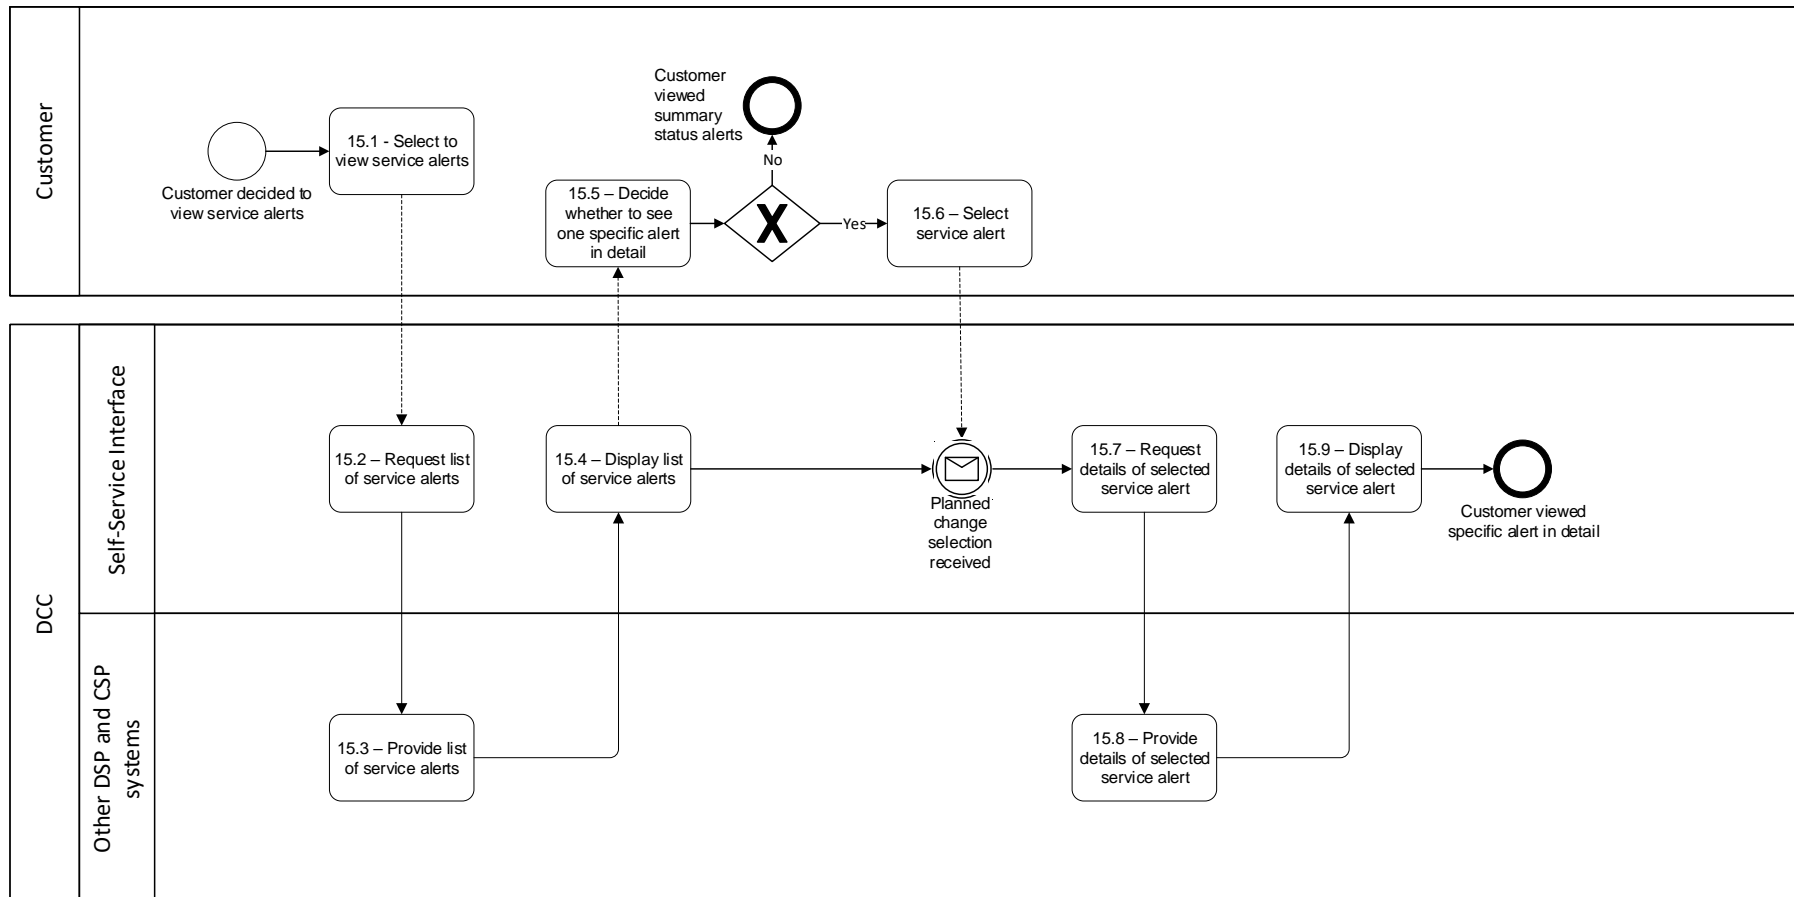 Customer
Customer decided to
view service alerts
15.1 - Select to
view service alerts
15.5 – Decide
whether to see
one specific alert
in detail
Customer
viewed
summary
status alerts
No
Yes
15.6 – Select
service alert
DCC
Self-Service Interface
15.2 – Request list
of service alerts
15.4 – Display list
of service alerts
Planned
change
selection
received
15.7 – Request
details of selected
service alert
15.9 – Display
details of selected
service alert
Customer viewed
specific alert in detail
Other DSP and CSP
systems
15.3 – Provide list
of service alerts
15.8 – Provide
details of selected
service alert